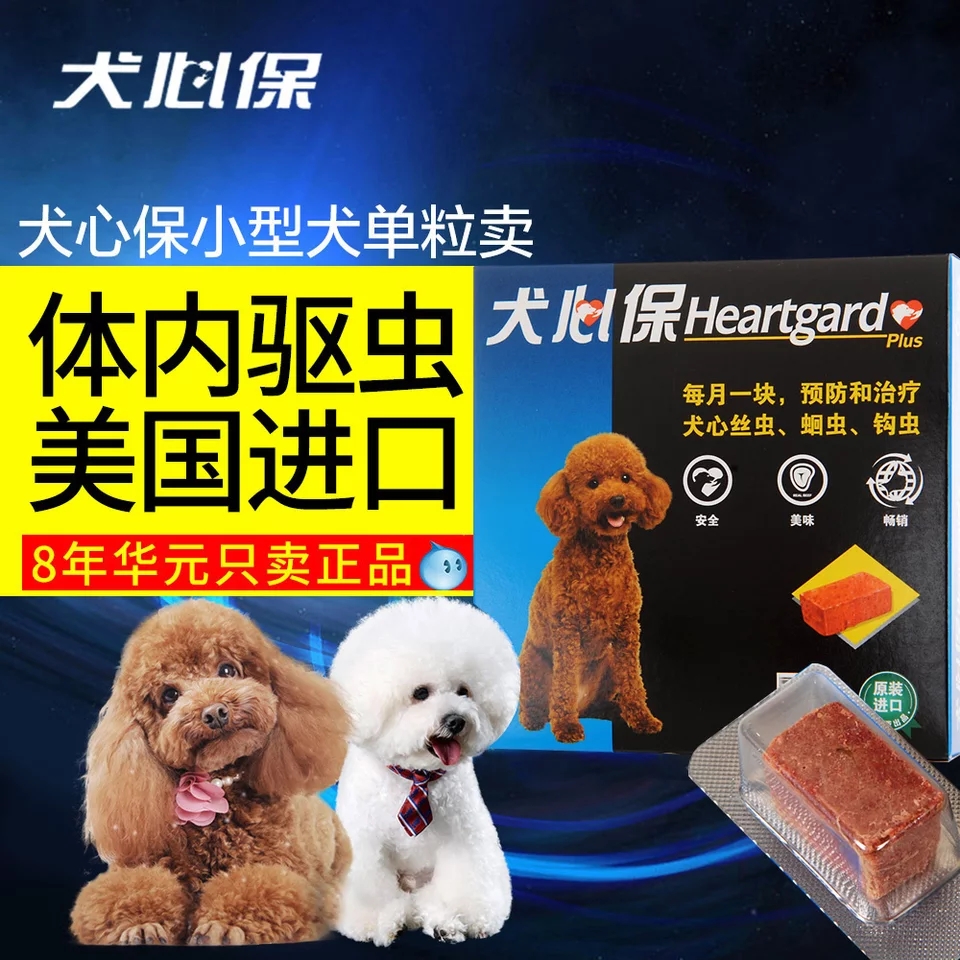 犬心保
犬心保小型犬单粒卖
体内驱虫
美国进口
8年华元只卖正品
犬心保Heartgard
Plus
每月一块，预防和治疗
犬心丝虫、蛔虫、钩虫
REAL BEEF
安全
美味
畅销
原装
进口